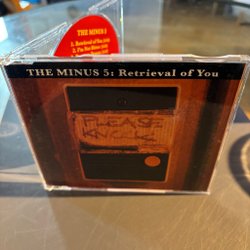 THE MINUS 5
1. Retrieval of You
THE MINUS 5: Retrieval of You
PLEASE
KNOCK